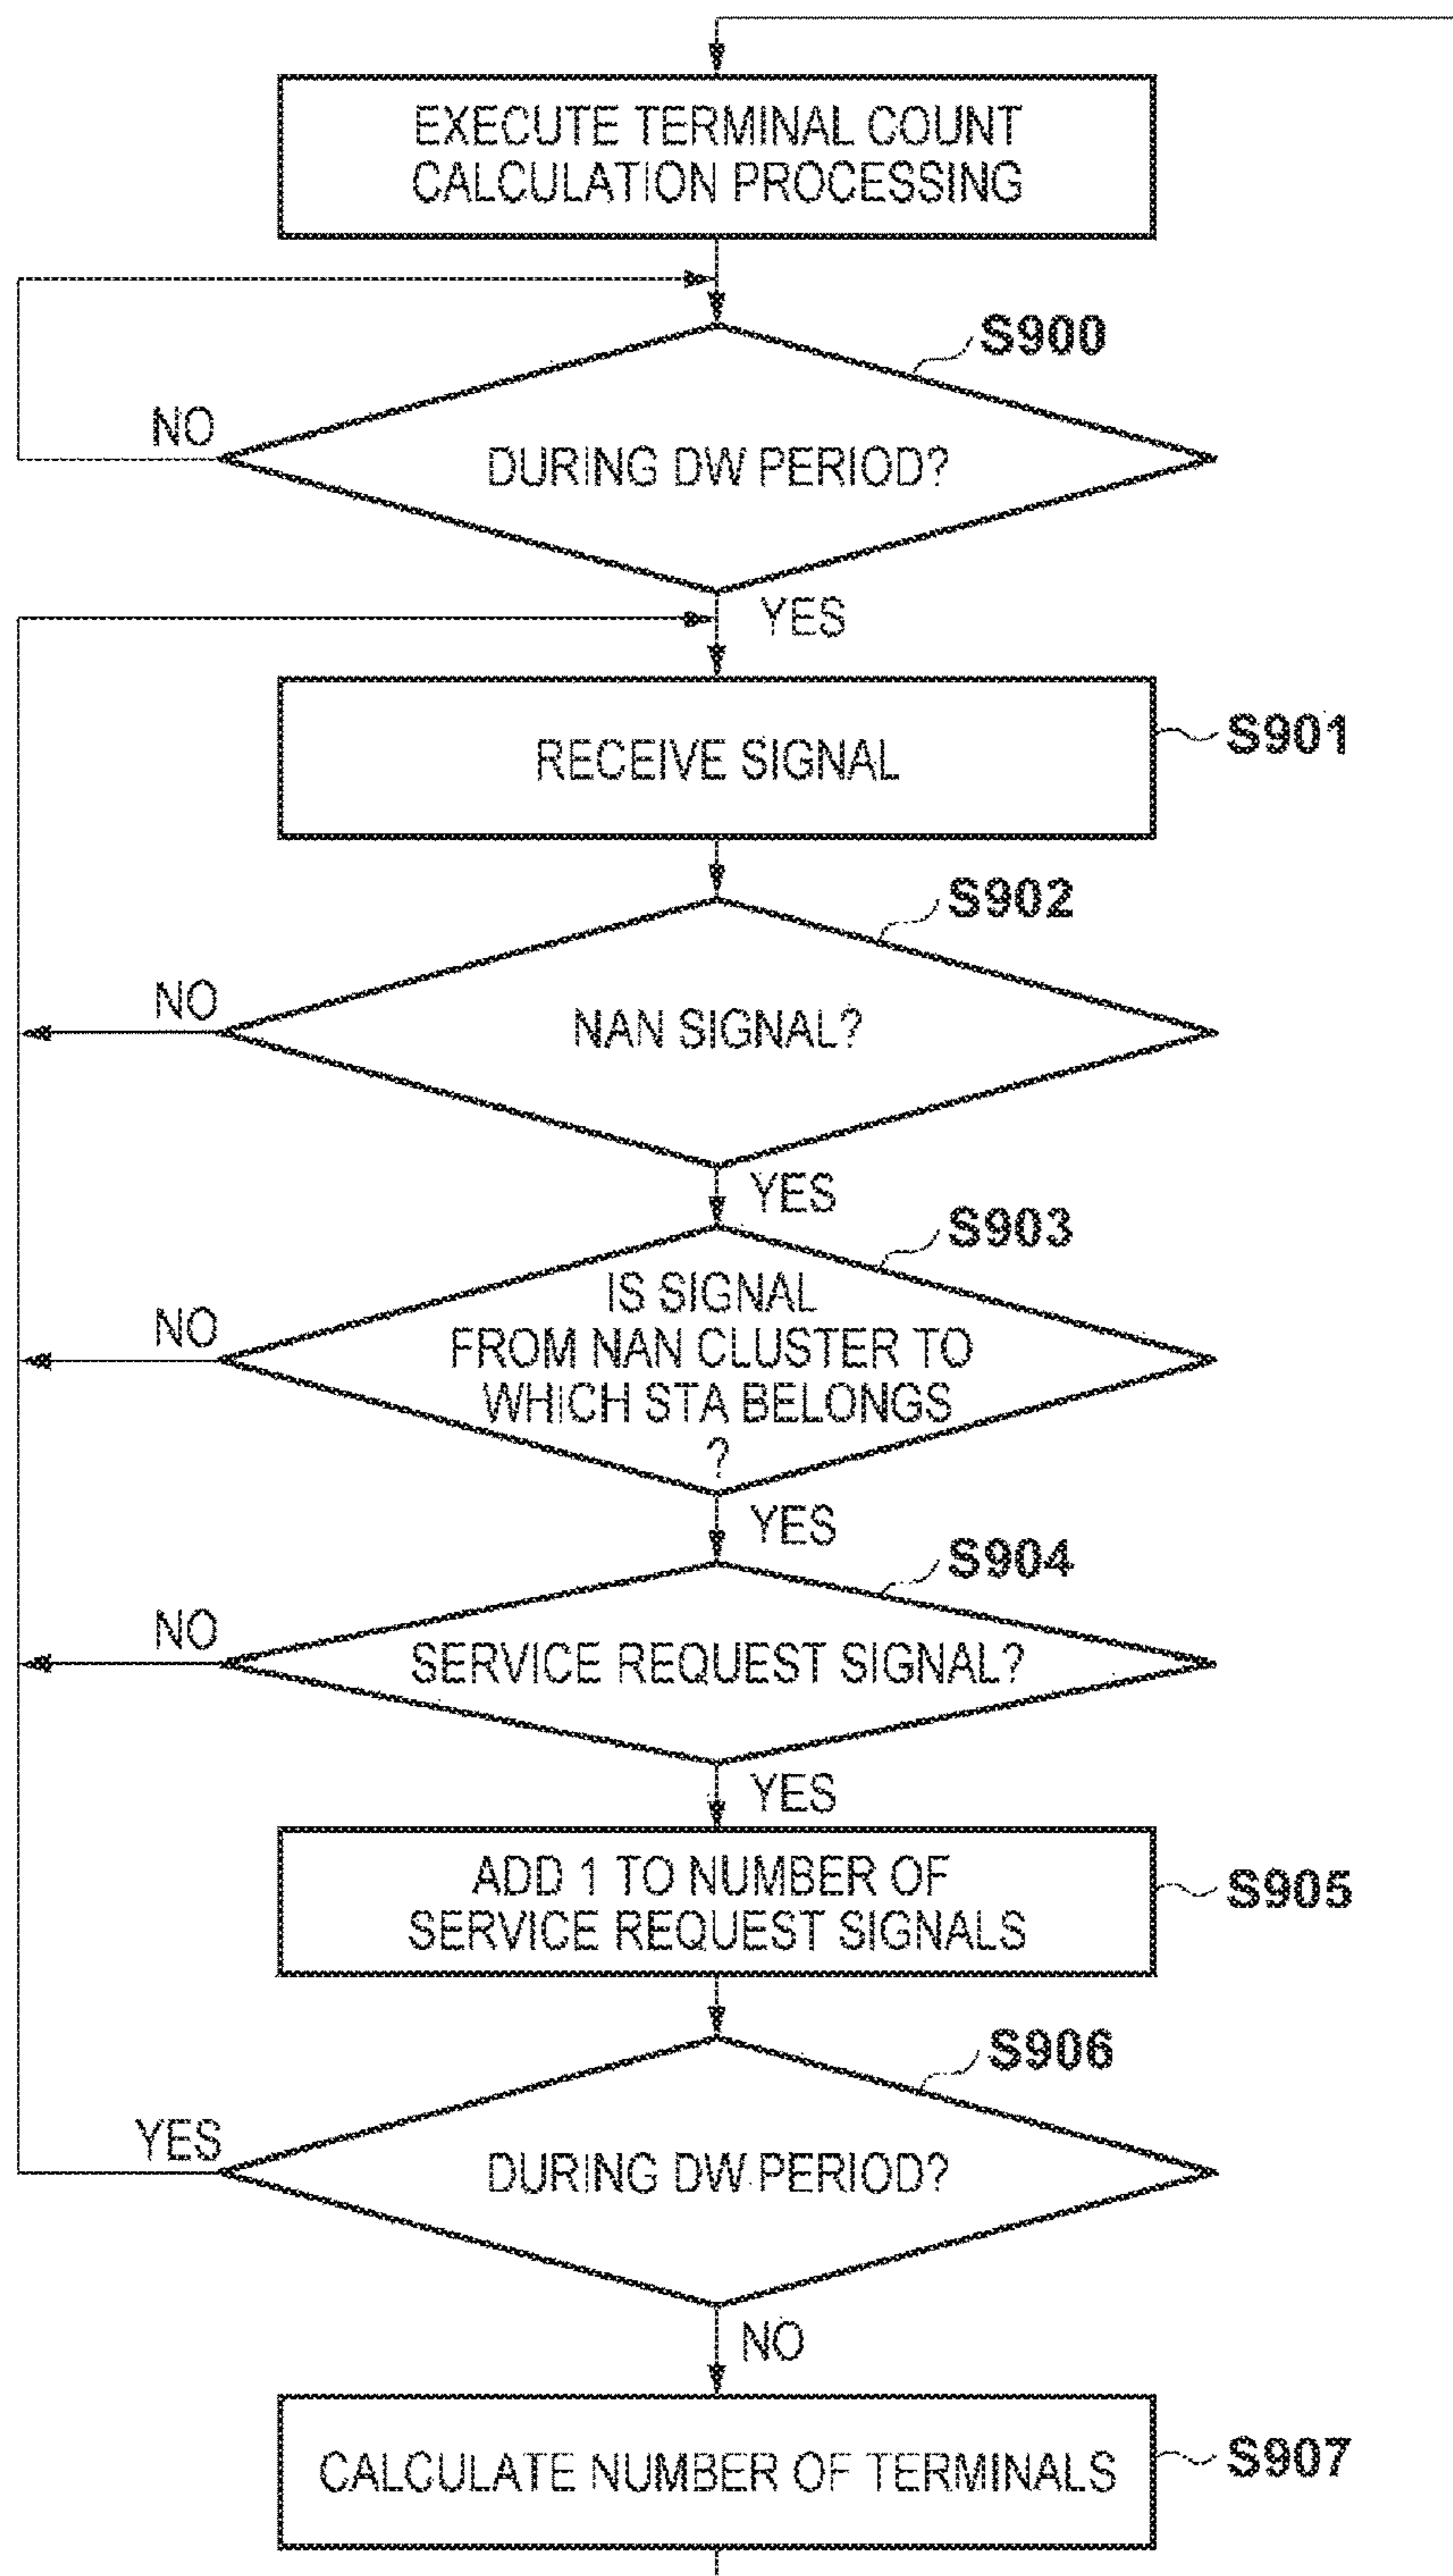 EXECUTE TERMINAL COUNT
CALCULATION PROCESSING
S900
NO
DURING DW PERIOD?
YES
RECEIVE SIGNAL
S901
S902
NO
NAN SIGNAL?
YES
S903
IS SIGNAL
NO
FROM NAN CLUSTER TO
WHICH STA BELONGS
?
YES
S904
NO
SERVICE REQUEST SIGNAL?
YES
ADD 1 TO NUMBER OF
SERVICE REQUEST SIGNALS
S905
S906
YES
DURING DW PERIOD?
NO
CALCULATE NUMBER OF TERMINALS
S907